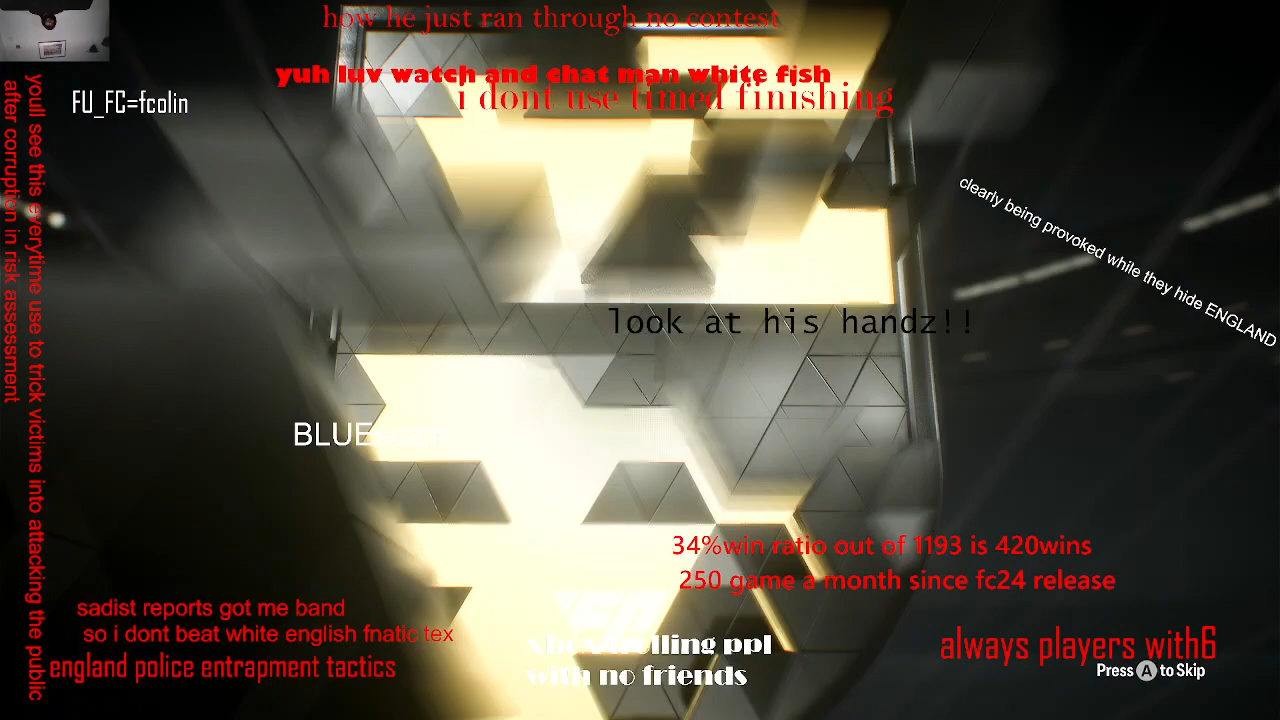 how he just ran through no contest
yuh luv watch and chat man white fish
i dont use timed finishing
FU_FC=fcolin
youll see this everytime use to trick victims into attacking the public
after corruption in risk assessment
clearly being provoked while they hide ENGLAND
look at his handz!!
BLUE
34%win ratio out of 1193 is 420wins
250 game a month since fc24 release
sadist reports got me band
so i dont beat white english fnatic tex
england police entrapment tactics
ppl
with no friends
always players with6
Press A to Skip